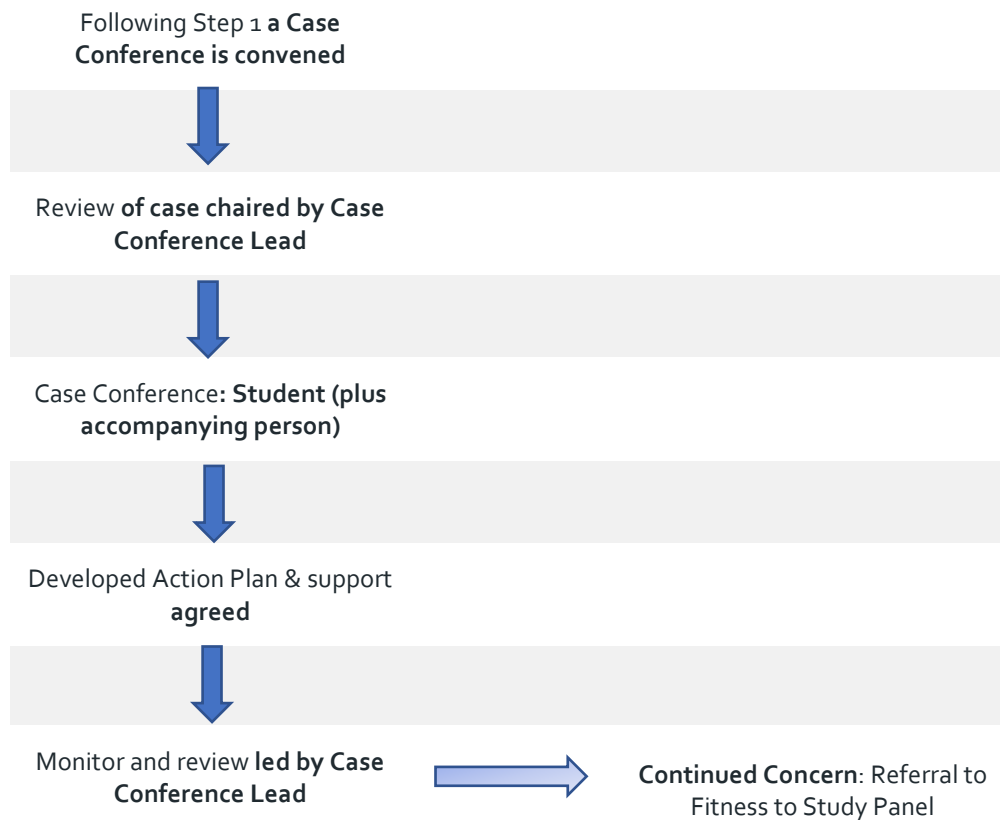 Following Step 1 a Case
Conference is convened
Review of case chaired by Case
Conference Lead
Case Conference: Student (plus
accompanying person)
Developed Action Plan & support
agreed
Monitor and review led by Case
Conference Lead
Continued Concern: Referral to
Fitness to Study Panel